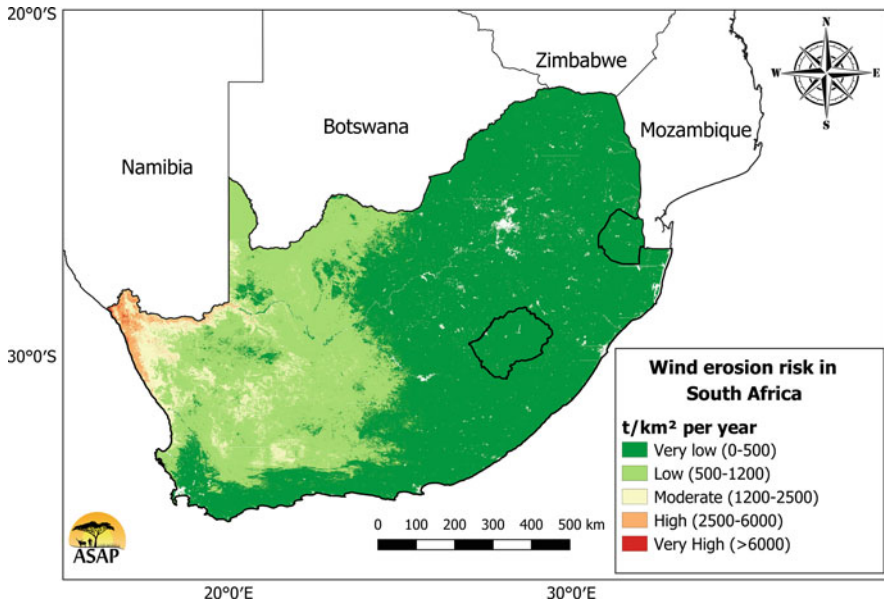 20°0'S
Zimbabwe
N
W
E
S
Botswana
Mozambique
Namibia
30°0'S
Wind erosion risk in
South Africa
t/km² per year
Very low (0-500)
Low (500-1200)
Moderate (1200-2500)
High (2500-6000)
Very High (>6000)
0 100 200 300 400 500 km
ASAP
20°0'E
30°0'E